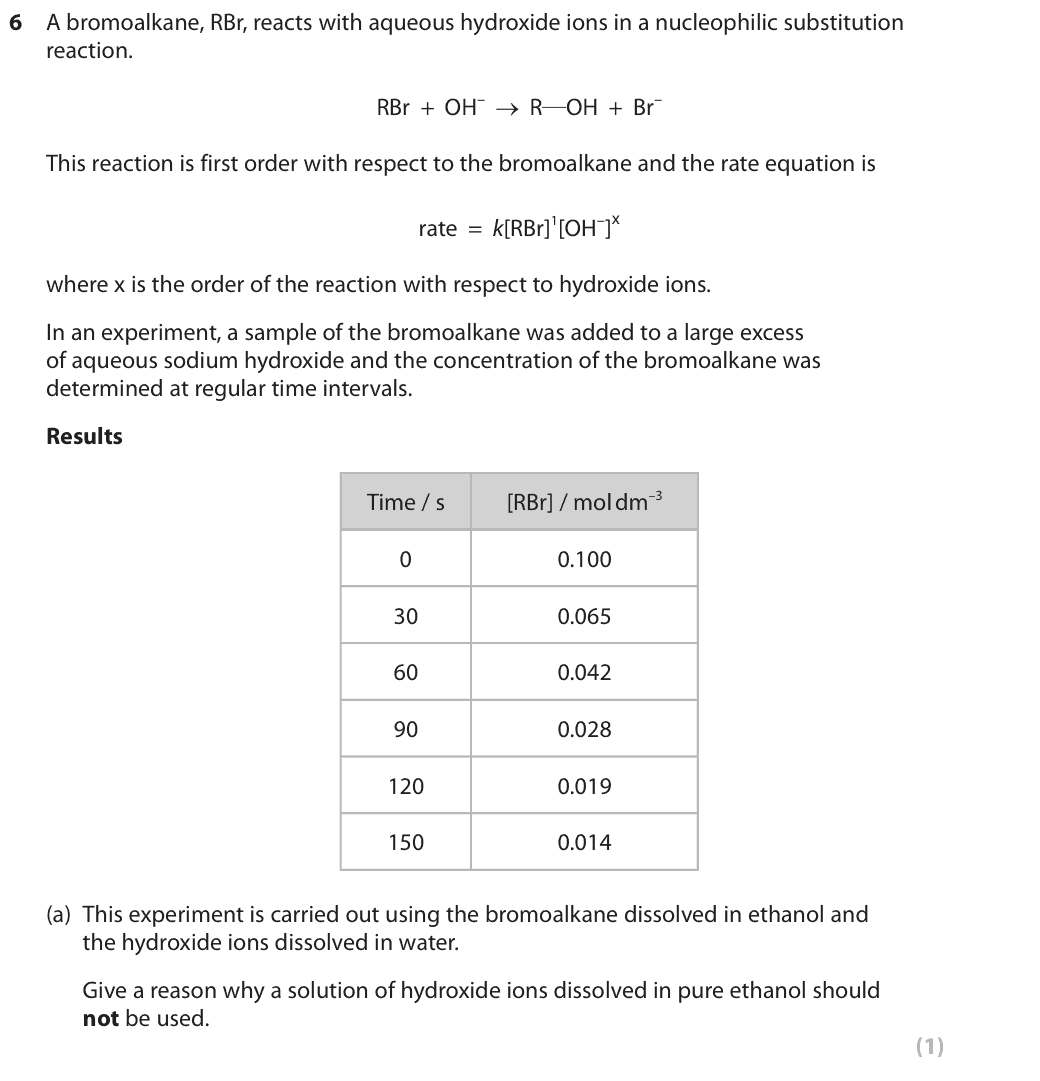 6 A bromoalkane, RBr, reacts with aqueous hydroxide ions in a nucleophilic substitution
reaction.
RBr + OH⁻ → R—OH + Br⁻
This reaction is first order with respect to the bromoalkane and the rate equation is
rate = k[RBr]¹[OH⁻]ˣ
where x is the order of the reaction with respect to hydroxide ions.
In an experiment, a sample of the bromoalkane was added to a large excess
of aqueous sodium hydroxide and the concentration of the bromoalkane was
determined at regular time intervals.
Results
Time / s [RBr] / mol dm⁻³
0 0.100
30 0.065
60 0.042
90 0.028
120 0.019
150 0.014
(a) This experiment is carried out using the bromoalkane dissolved in ethanol and
the hydroxide ions dissolved in water.
Give a reason why a solution of hydroxide ions dissolved in pure ethanol should
not be used.
(1)